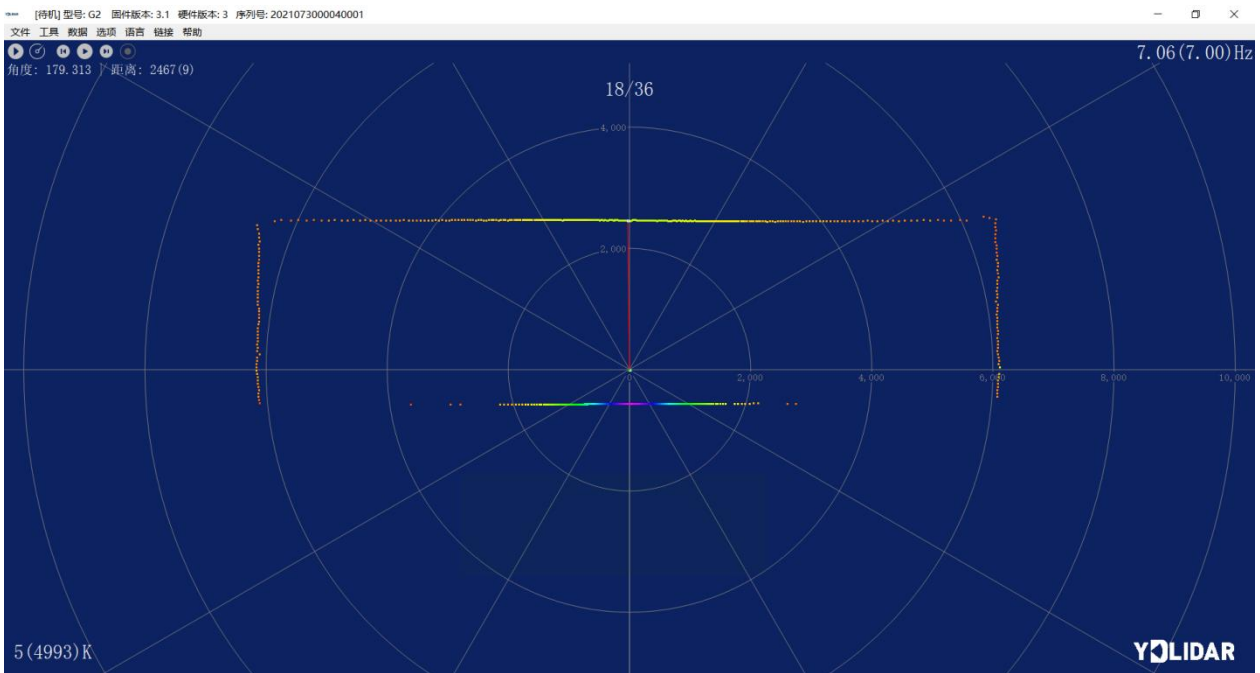 [待机] 型号: G2 固件版本: 3.1 硬件版本: 3 序列号: 2021073000040001
文件 工具 数据 选项 语言 链接 帮助
7.06(7.00)Hz
角度: 179.313 | 距离: 2467(9)
18/36
4,000
2,000
0 2,000 4,000 6,000 8,000 10,000
5(4993)K
YDLIDAR